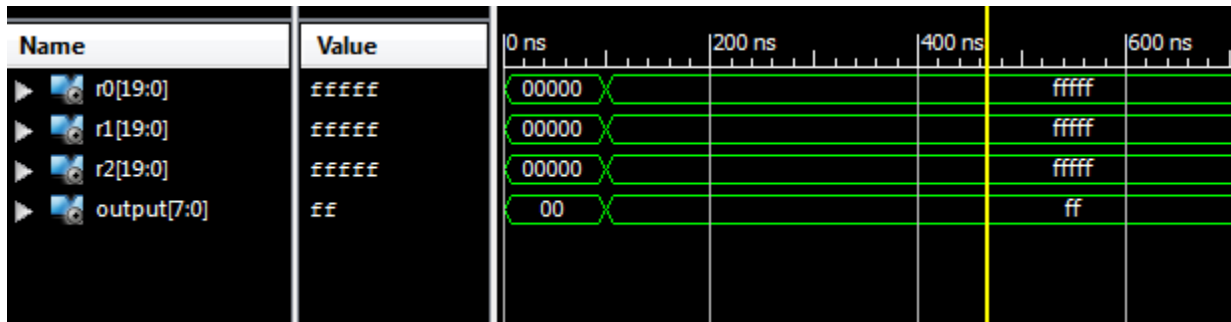 Name Value 0 ns 200 ns 400 ns 600 ns
r0[19:0] fffff 00000 fffff
r1[19:0] fffff 00000 fffff
r2[19:0] fffff 00000 fffff
output[7:0] ff 00 ff